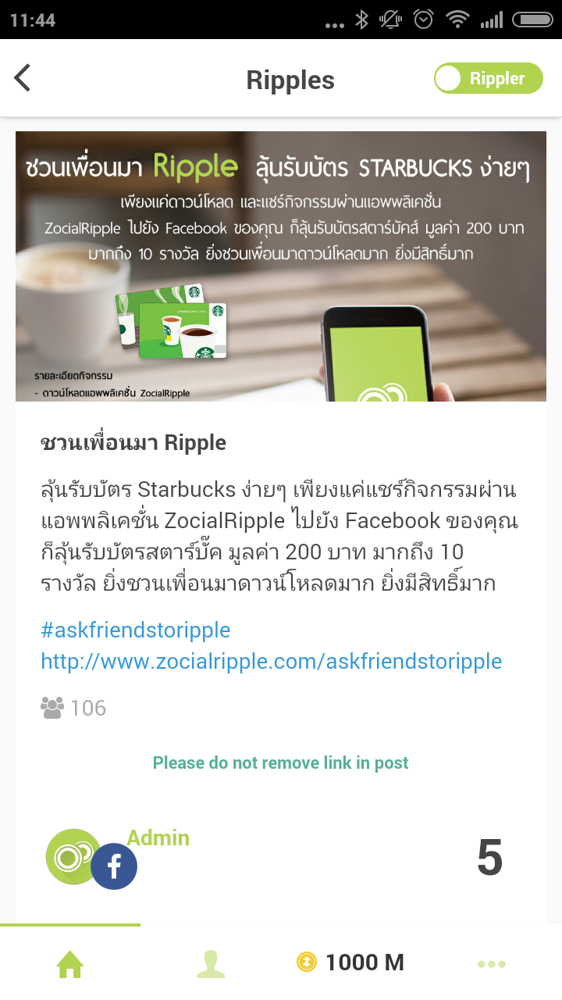 11:44
Ripples
Rippler
ชวนเพื่อนมา Ripple ลุ้นรับบัตร STARBUCKS ง่ายๆ
เพียงแค่ดาวน์โหลด และแชร์กิจกรรมผ่านแอพพลิเคชั่น
ZocialRipple ไปยัง Facebook ของคุณ ก็ลุ้นรับบัตรสตาร์บัคส์ มูลค่า 200 บาท
มากถึง 10 รางวัล ยิ่งชวนเพื่อนมาดาวน์โหลดมาก ยิ่งมีสิทธิ์มาก
รายละเอียดกิจกรรม
- ดาวน์โหลดแอพพลิเคชั่น ZocialRipple
ชวนเพื่อนมา Ripple
ลุ้นรับบัตร Starbucks ง่ายๆ เพียงแค่แชร์กิจกรรมผ่าน
แอพพลิเคชั่น ZocialRipple ไปยัง Facebook ของคุณ
ก็ลุ้นรับบัตรสตาร์บั๊ค มูลค่า 200 บาท มากถึง 10
รางวัล ยิ่งชวนเพื่อนมาดาวน์โหลดมาก ยิ่งมีสิทธิ์มาก
#askfriendstoripple
http://www.zocialripple.com/askfriendstoripple
106
Please do not remove link in post
Admin
5
1000 M